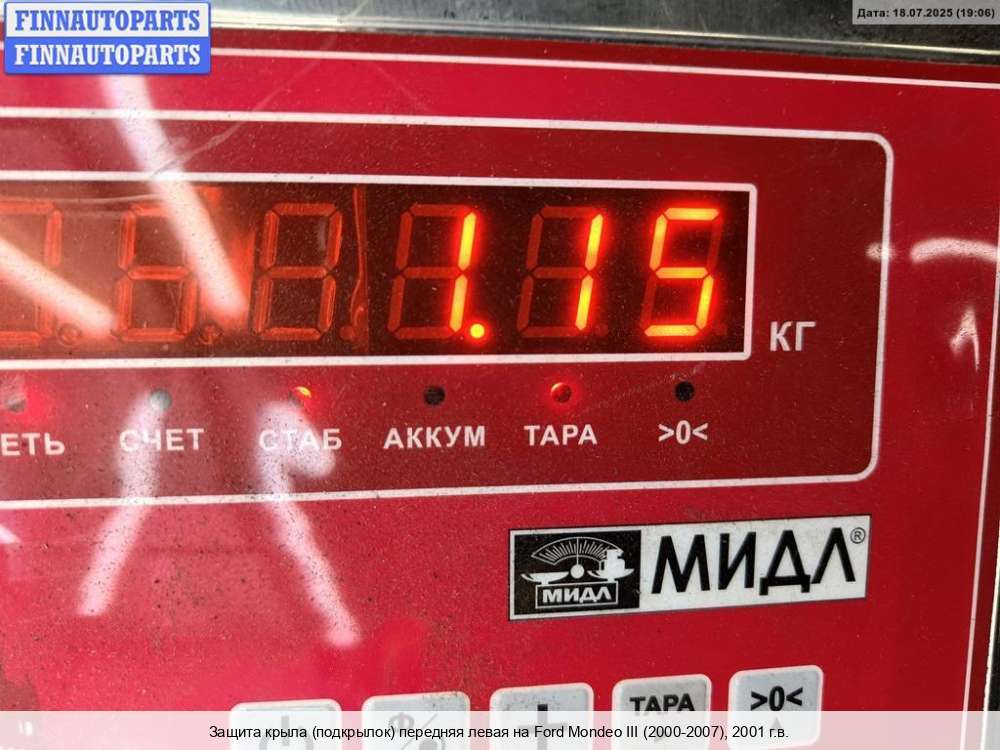 FINNAUTOPARTS
FINNAUTOPARTS
Дата: 18.07.2025 (19:06)
1.15
КГ
ЕТЬ СЧЕТ СТАБ АККУМ ТАРА >0<
МИДЛ МИДЛ®
ТАРА >0<
Защита крыла (подкрылок) передняя левая на Ford Mondeo III (2000-2007), 2001 г.в.